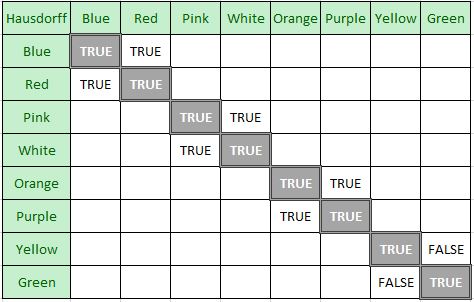 Hausdorff Blue Red Pink White Orange Purple Yellow Green
Blue TRUE TRUE
Red TRUE TRUE
Pink TRUE TRUE
White TRUE TRUE
Orange TRUE TRUE
Purple TRUE TRUE
Yellow TRUE FALSE
Green FALSE TRUE